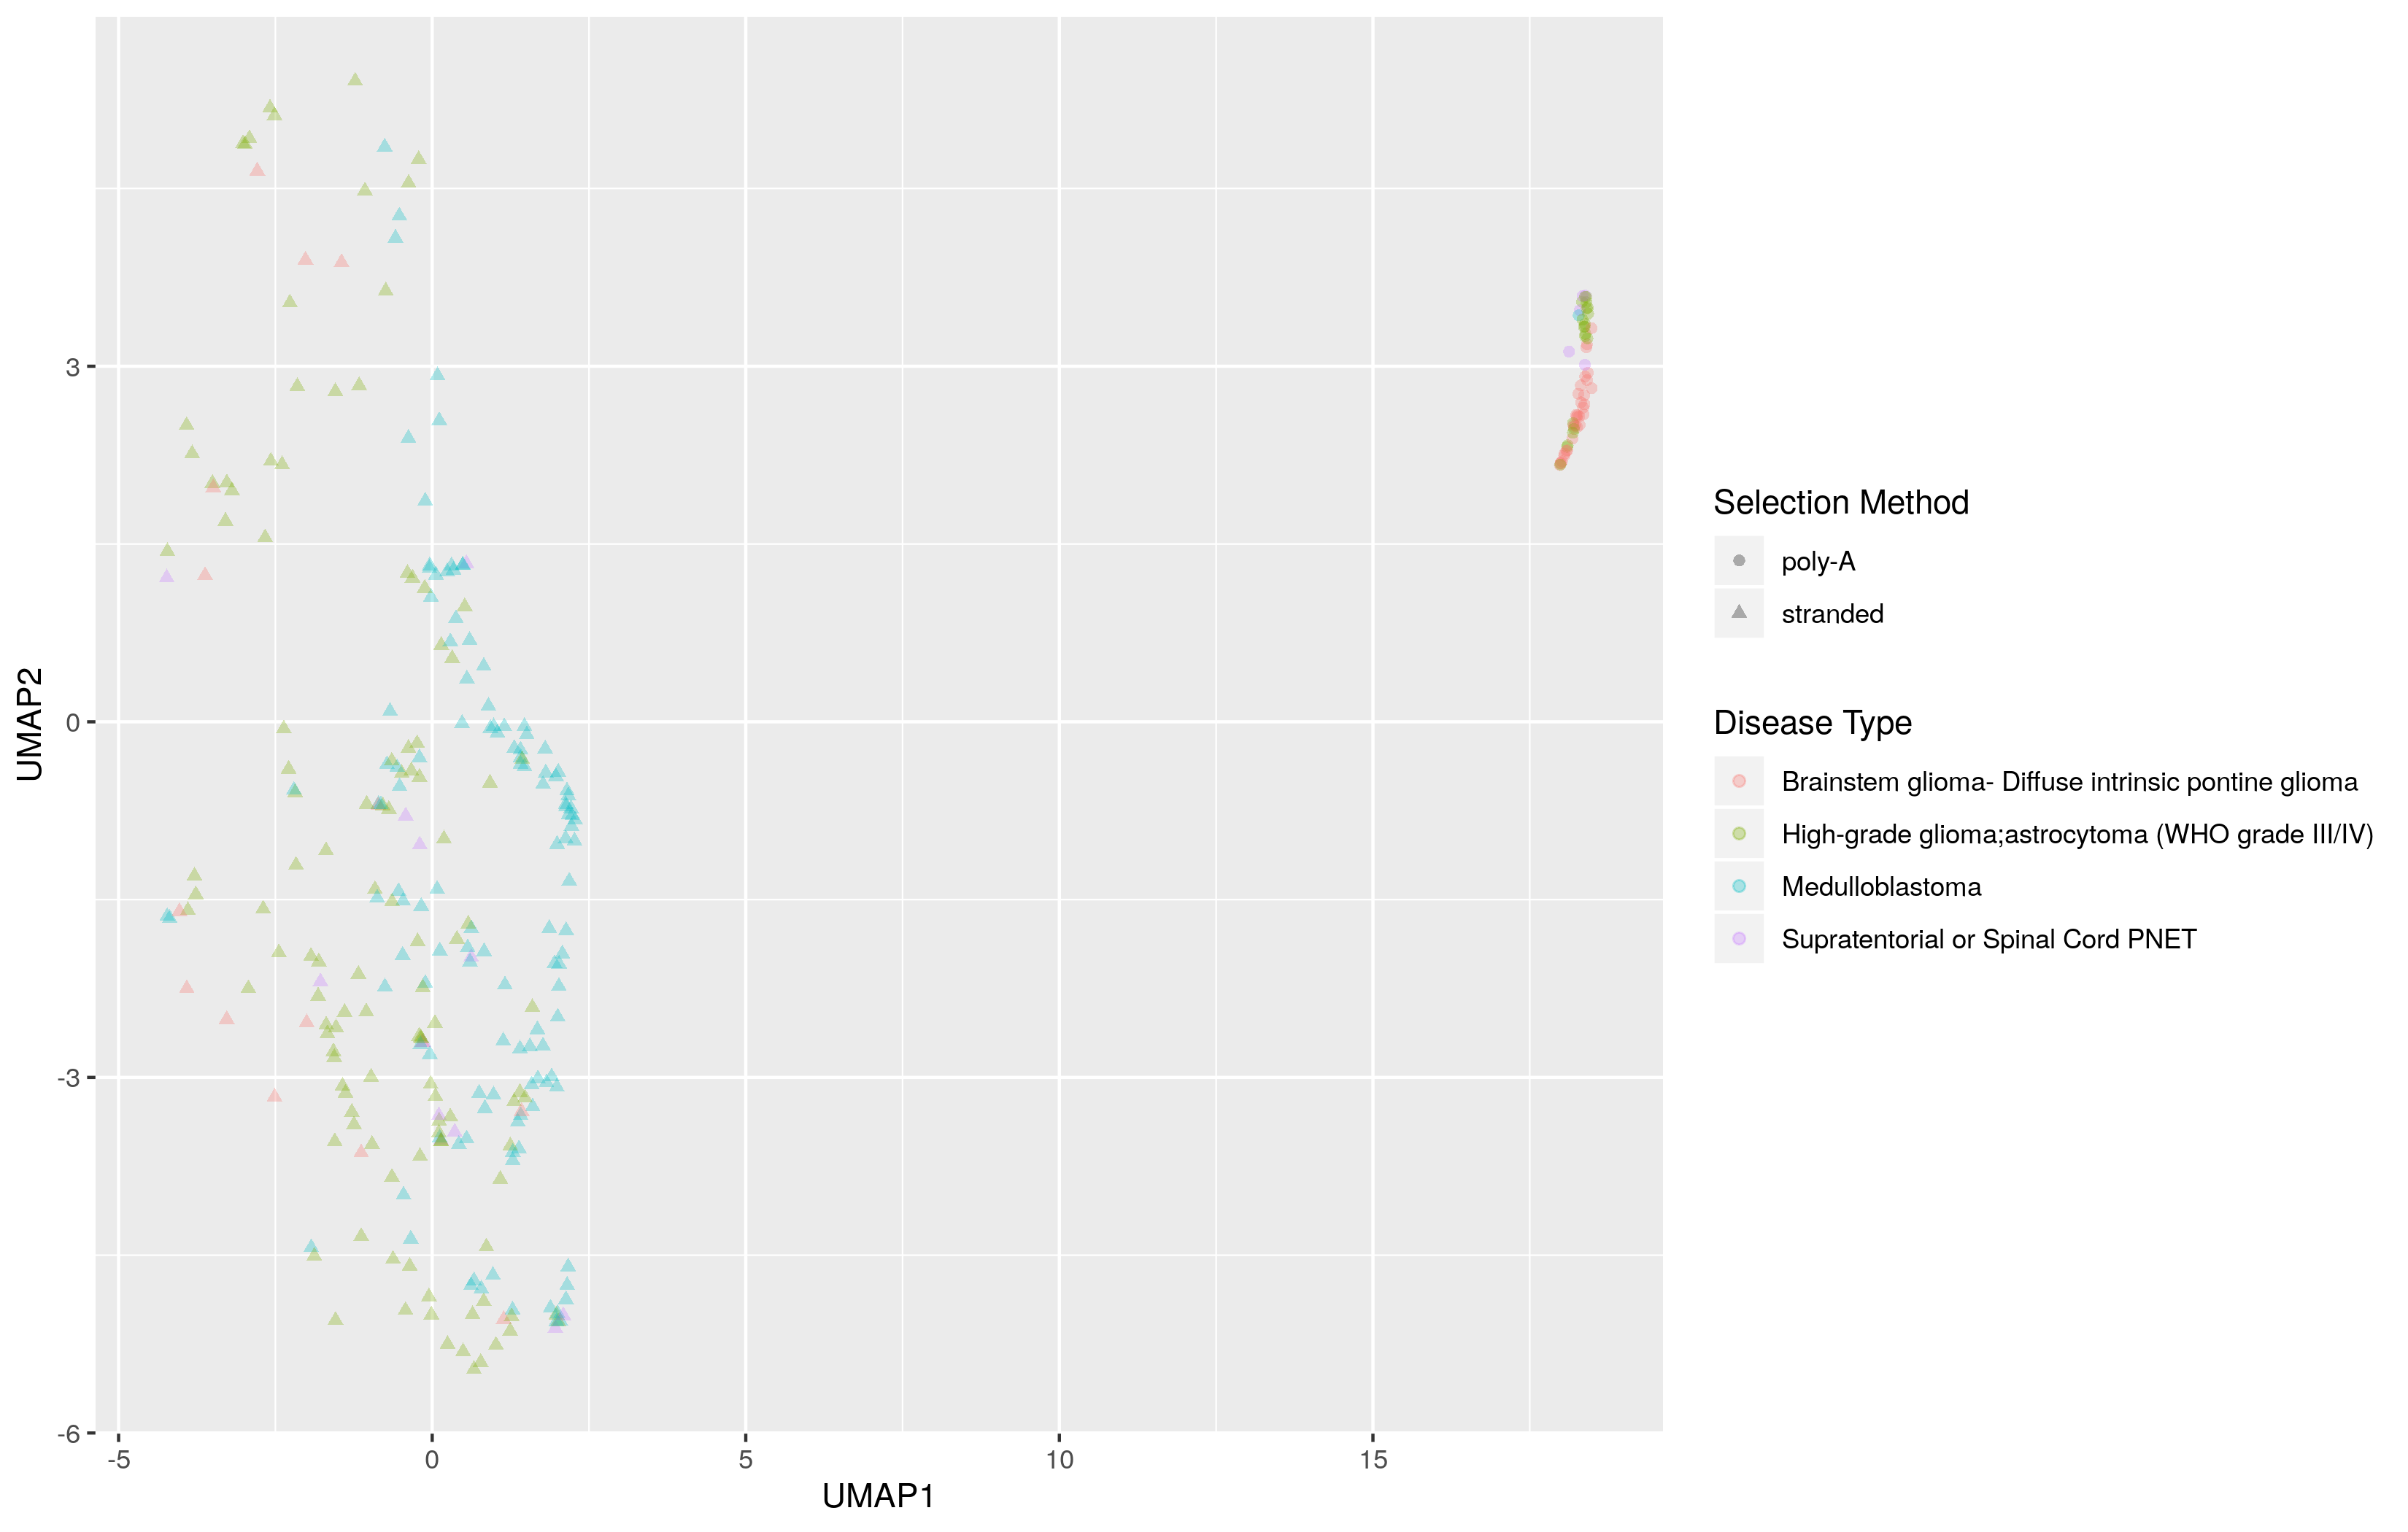 3
0
-3
-6
-5
0
5
10
15
UMAP1
UMAP2
Selection Method
poly-A
stranded
Disease Type
Brainstem glioma- Diffuse intrinsic pontine glioma
High-grade glioma;astrocytoma (WHO grade III/IV)
Medulloblastoma
Supratentorial or Spinal Cord PNET